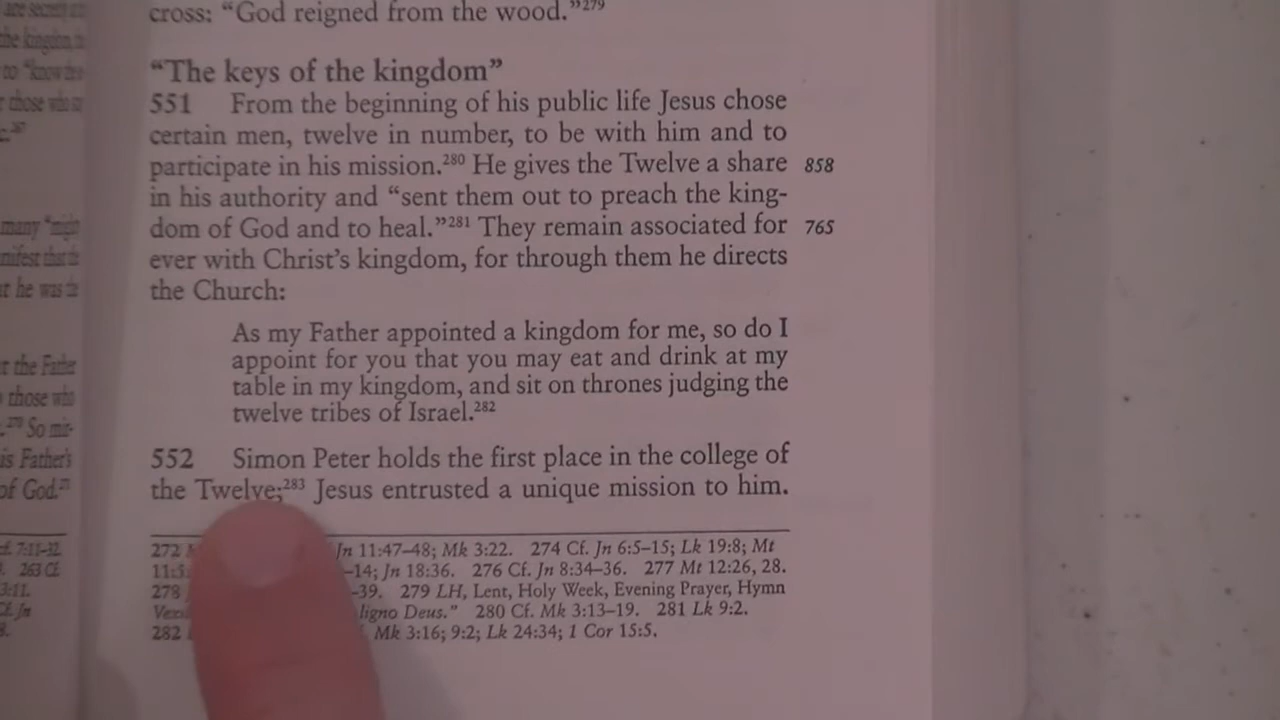 cross: “God reigned from the wood.”279
“The keys of the kingdom”
551 From the beginning of his public life Jesus chose
certain men, twelve in number, to be with him and to
participate in his mission.280 He gives the Twelve a share 858
in his authority and “sent them out to preach the king-
dom of God and to heal.”281 They remain associated for 765
ever with Christ’s kingdom, for through them he directs
the Church:
As my Father appointed a kingdom for me, so do I
appoint for you that you may eat and drink at my
table in my kingdom, and sit on thrones judging the
twelve tribes of Israel.282
552 Simon Peter holds the first place in the college of
the Twelve;283 Jesus entrusted a unique mission to him.
272 Jn 11:47–48; Mk 3:22. 274 Cf. Jn 6:5–15; Lk 19:8; Mt
–14; Jn 18:36. 276 Cf. Jn 8:34–36. 277 Mt 12:26, 28.
278 –39. 279 LH, Lent, Holy Week, Evening Prayer, Hymn
ligno Deus.” 280 Cf. Mk 3:13–19. 281 Lk 9:2.
282 Mk 3:16; 9:2; Lk 24:34; 1 Cor 15:5.